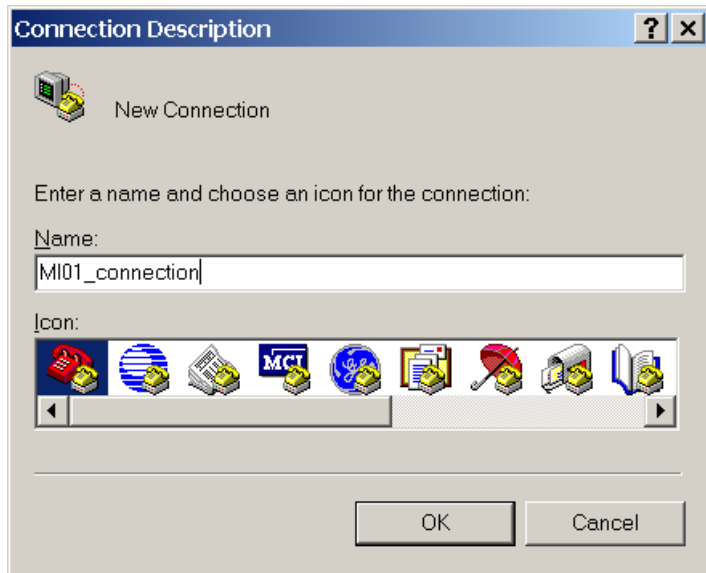 Connection Description
New Connection
Enter a name and choose an icon for the connection:
Name:
MI01_connection
Icon:
MCI
OK Cancel